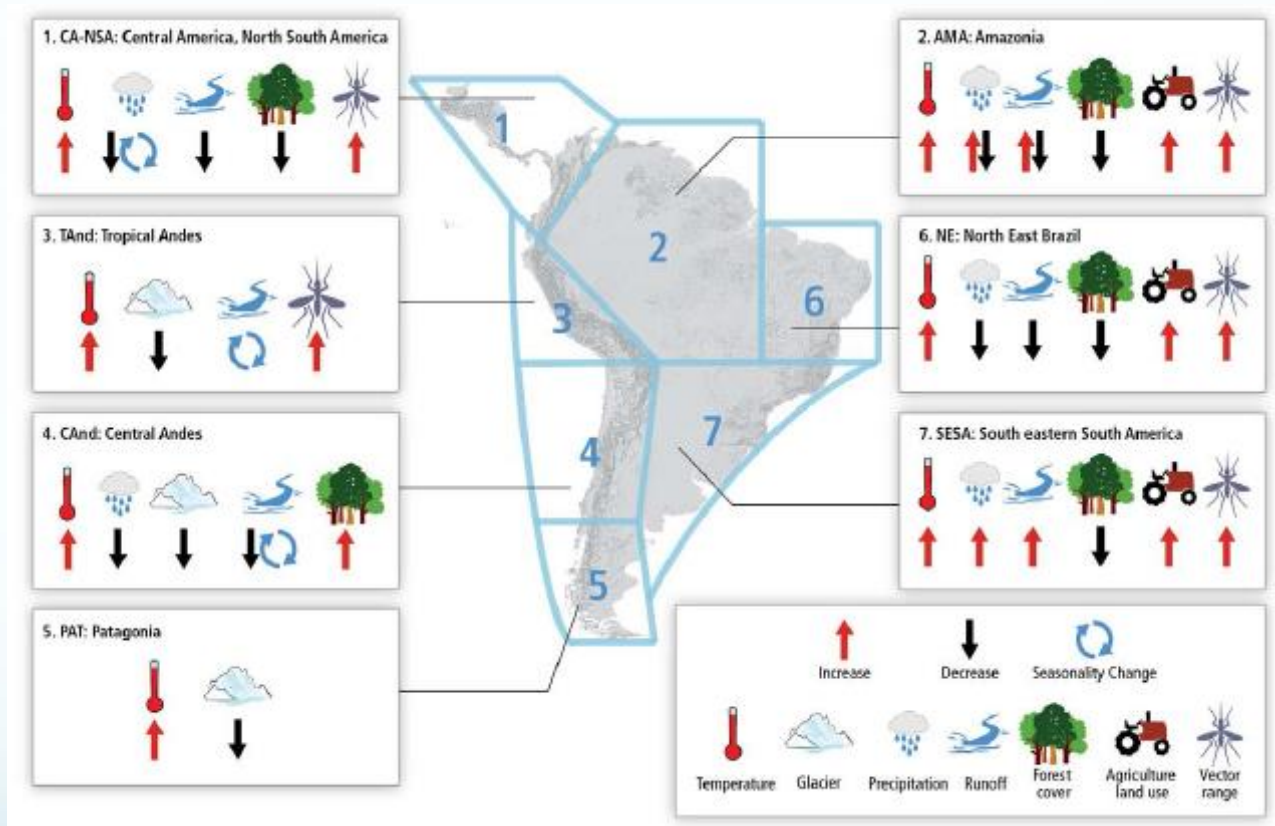 1. CA-NSA: Central America, North South America
2. AMA: Amazonia
3. TAnd: Tropical Andes
6. NE: North East Brazil
4. CAnd: Central Andes
7. SESA: South eastern South America
5. PAT: Patagonia
1
2
3
6
4
7
5
Increase
Decrease
Seasonality Change
Temperature
Glacier
Precipitation
Runoff
Forest
cover
Agriculture
land use
Vector
range